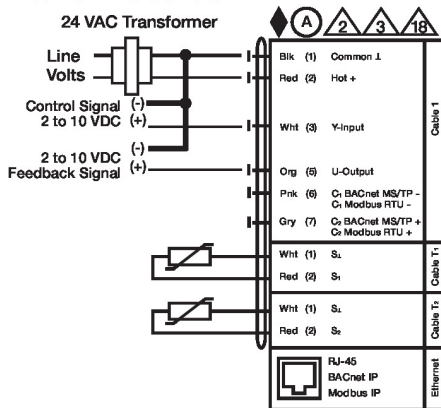 24 VAC Transformer
A 2 3 18
Line
Volts
Control Signal (-)
2 to 10 VDC (+)
(-)
2 to 10 VDC
Feedback Signal (+)
Blk (1) Common ⊥
Red (2) Hot +
Wht (3) Y-Input
Org (5) U-Output
Pnk (6) C₁ BACnet MS/TP -
C₁ Modbus RTU -
Gry (7) C₂ BACnet MS/TP +
C₂ Modbus RTU +
Cable 1
Wht (1) S⊥
Red (2) S₁
Cable T₁
Wht (1) S⊥
Red (2) S₂
Cable T₂
RJ-45
BACnet IP
Modbus IP
Ethernet